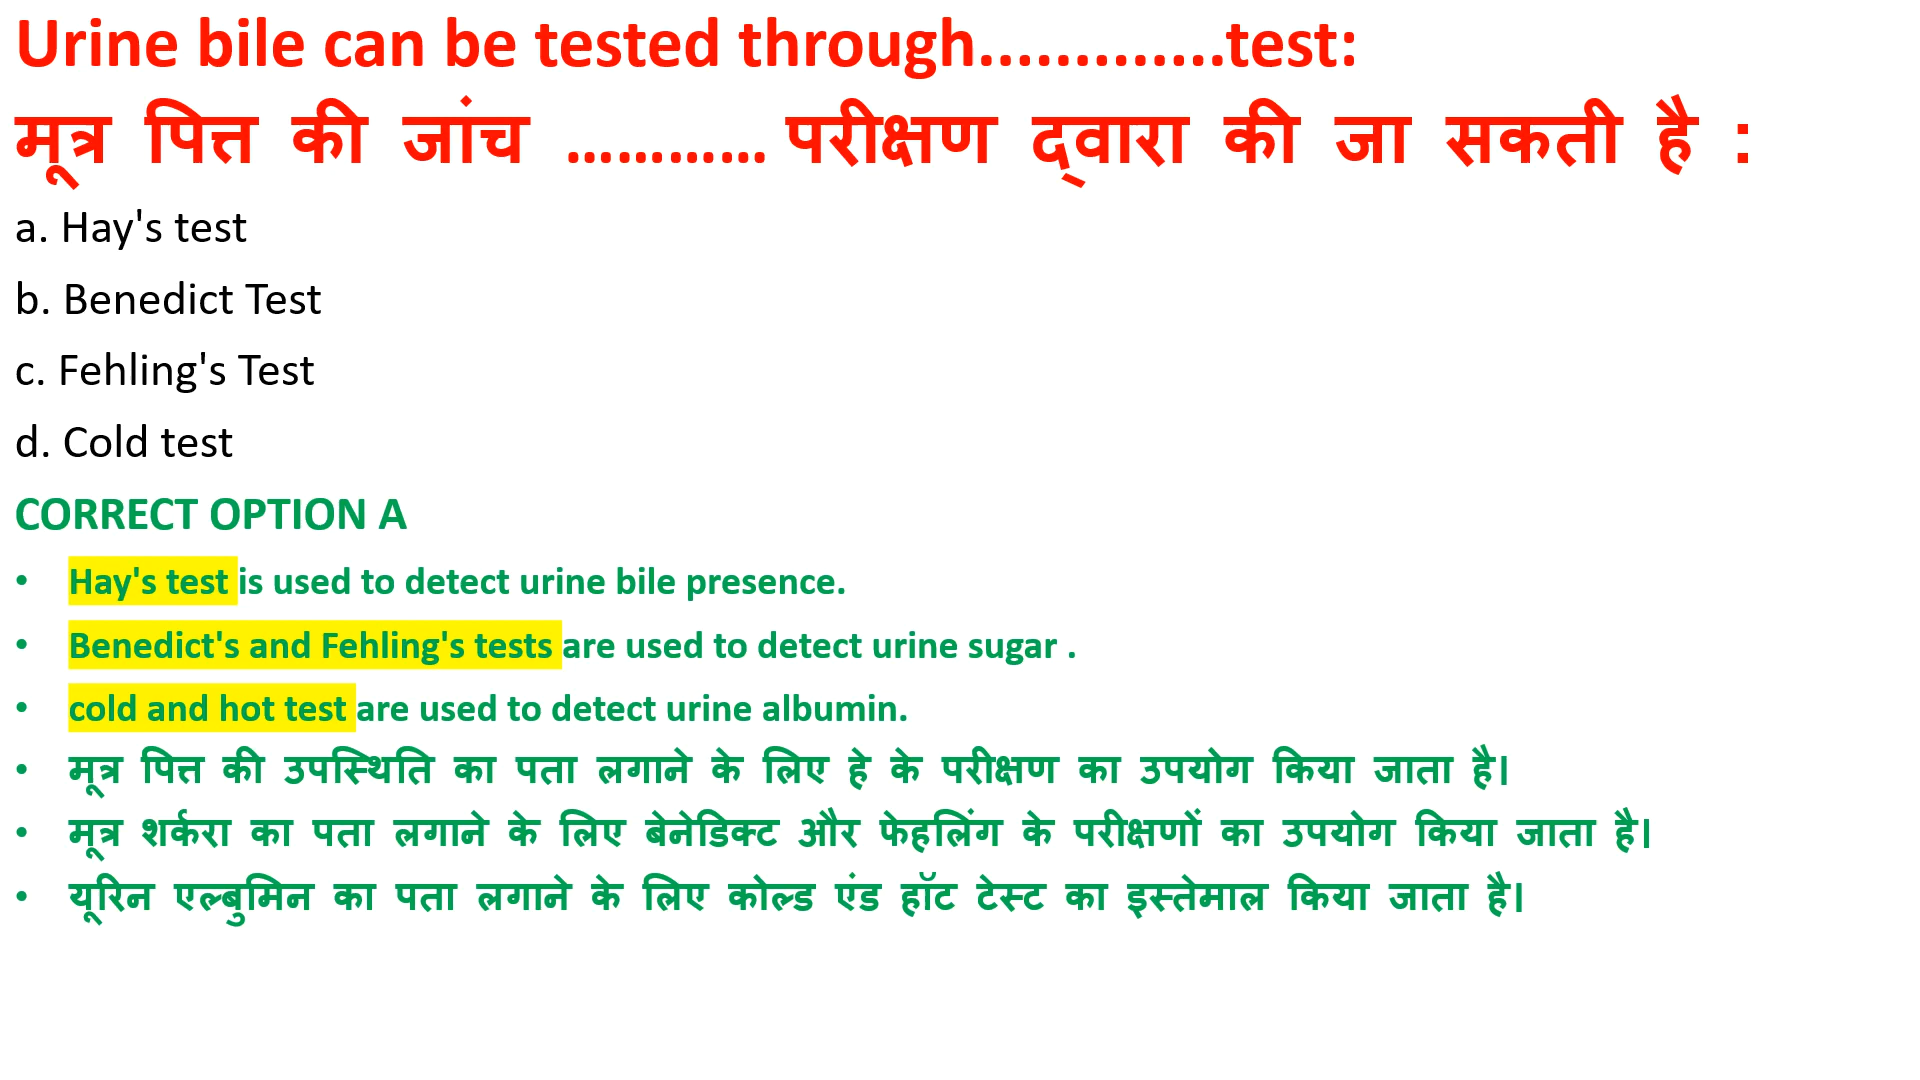 Urine bile can be tested through.............test:
मूत्र पित्त की जांच ………… परीक्षण द्वारा की जा सकती है :
a. Hay's test
b. Benedict Test
c. Fehling's Test
d. Cold test
CORRECT OPTION A
• Hay's test is used to detect urine bile presence.
• Benedict's and Fehling's tests are used to detect urine sugar .
• cold and hot test are used to detect urine albumin.
• मूत्र पित्त की उपस्थिति का पता लगाने के लिए हे के परीक्षण का उपयोग किया जाता है।
• मूत्र शर्करा का पता लगाने के लिए बेनेडिक्ट और फेहलिंग के परीक्षणों का उपयोग किया जाता है।
• यूरिन एल्बुमिन का पता लगाने के लिए कोल्ड एंड हॉट टेस्ट का इस्तेमाल किया जाता है।